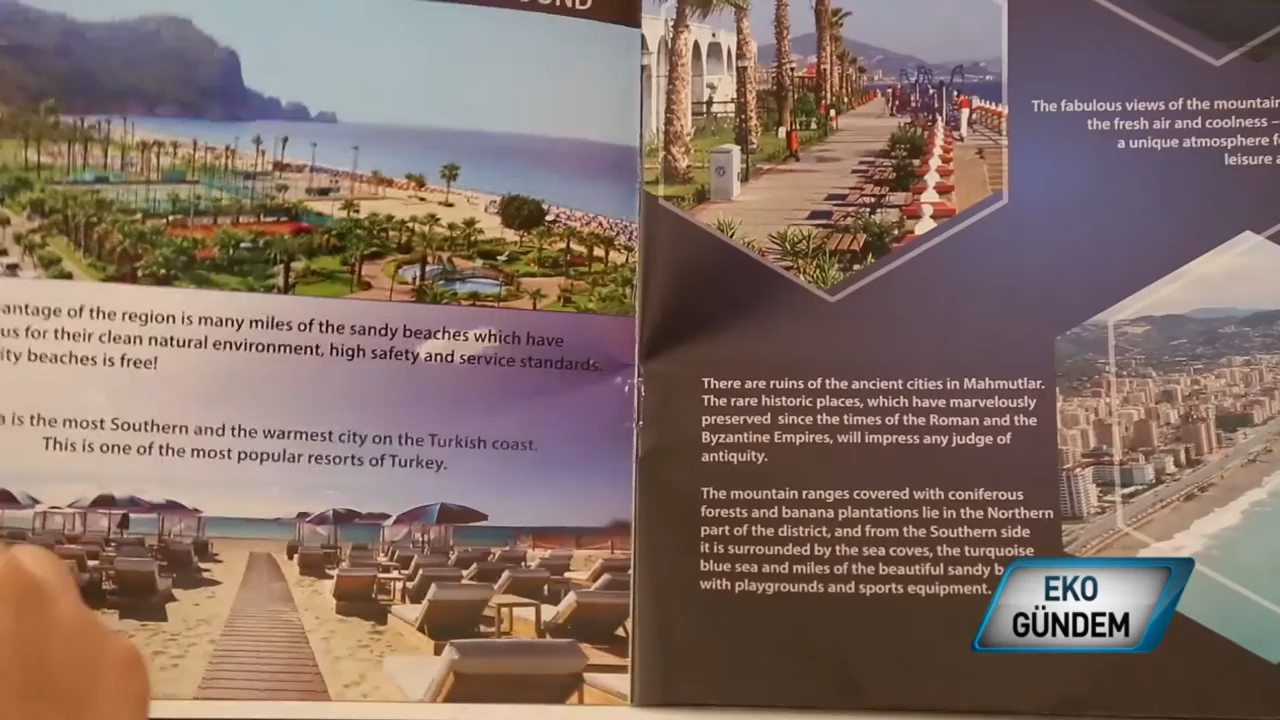 antage of the region is many miles of the sandy beaches which have
us for their clean natural environment, high safety and service standards.
ity beaches is free!
a is the most Southern and the warmest city on the Turkish coast.
This is one of the most popular resorts of Turkey.
There are ruins of the ancient cities in Mahmutlar.
The rare historic places, which have marvelously
preserved since the times of the Roman and the
Byzantine Empires, will impress any judge of
antiquity.
The mountain ranges covered with coniferous
forests and banana plantations lie in the Northern
part of the district, and from the Southern side
it is surrounded by the sea coves, the turquoise
blue sea and miles of the beautiful sandy b
with playgrounds and sports equipment.
The fabulous views of the mountain
the fresh air and coolness –
a unique atmosphere f
leisure a
EKO
GÜNDEM